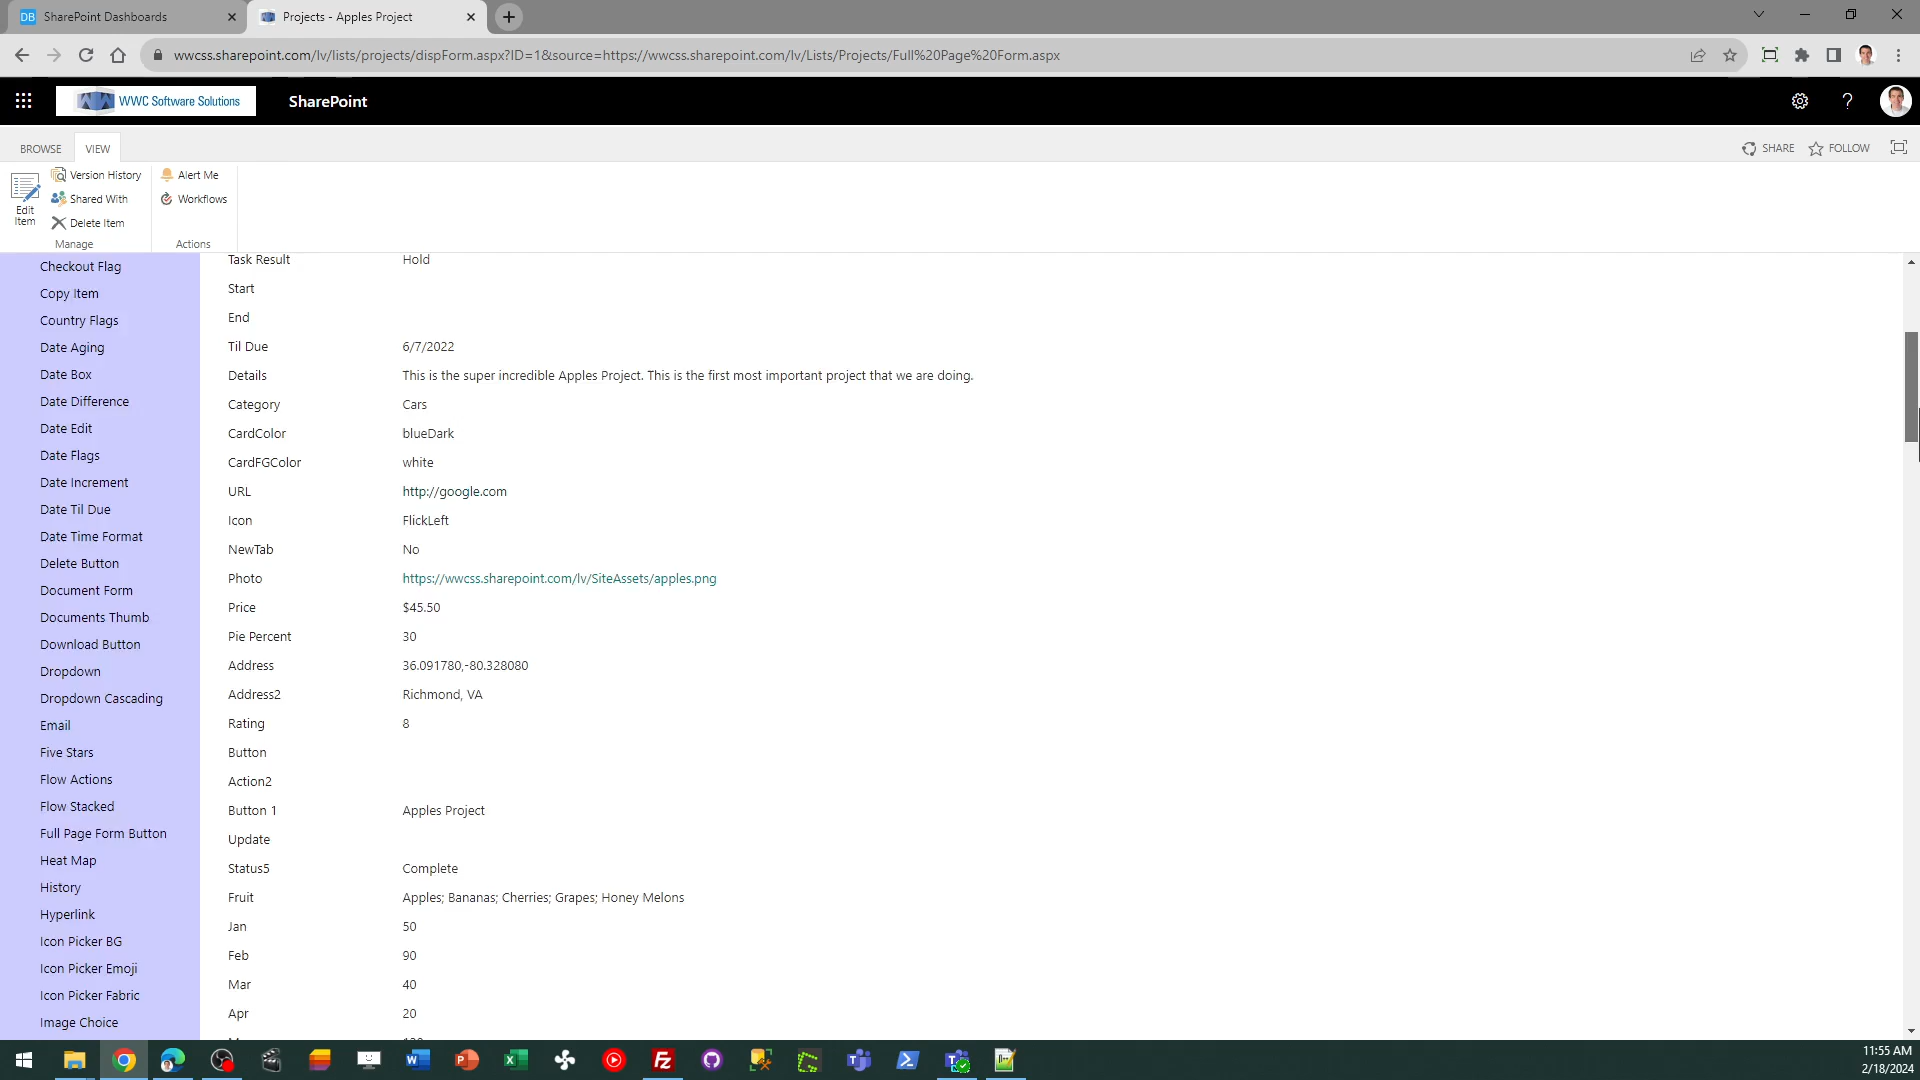 SharePoint Dashboards
Projects - Apples Project
wwcss.sharepoint.com/lv/lists/projects/dispForm.aspx?ID=1&source=https://wwcss.sharepoint.com/lv/Lists/Projects/Full%20Page%20Form.aspx
WWC Software Solutions
SharePoint
BROWSE
VIEW
SHARE
FOLLOW
Edit Item
Version History
Shared With
Delete Item
Manage
Alert Me
Workflows
Actions
Checkout Flag
Copy Item
Country Flags
Date Aging
Date Box
Date Difference
Date Edit
Date Flags
Date Increment
Date Til Due
Date Time Format
Delete Button
Document Form
Documents Thumb
Download Button
Dropdown
Dropdown Cascading
Email
Five Stars
Flow Actions
Flow Stacked
Full Page Form Button
Heat Map
History
Hyperlink
Icon Picker BG
Icon Picker Emoji
Icon Picker Fabric
Image Choice
Task Result Hold
Start
End
Til Due 6/7/2022
Details This is the super incredible Apples Project. This is the first most important project that we are doing.
Category Cars
CardColor blueDark
CardFGColor white
URL http://google.com
Icon FlickLeft
NewTab No
Photo https://wwcss.sharepoint.com/lv/SiteAssets/apples.png
Price $45.50
Pie Percent 30
Address 36.091780,-80.328080
Address2 Richmond, VA
Rating 8
Button
Action2
Button 1 Apples Project
Update
Status5 Complete
Fruit Apples; Bananas; Cherries; Grapes; Honey Melons
Jan 50
Feb 90
Mar 40
Apr 20
11:55 AM
2/18/2024